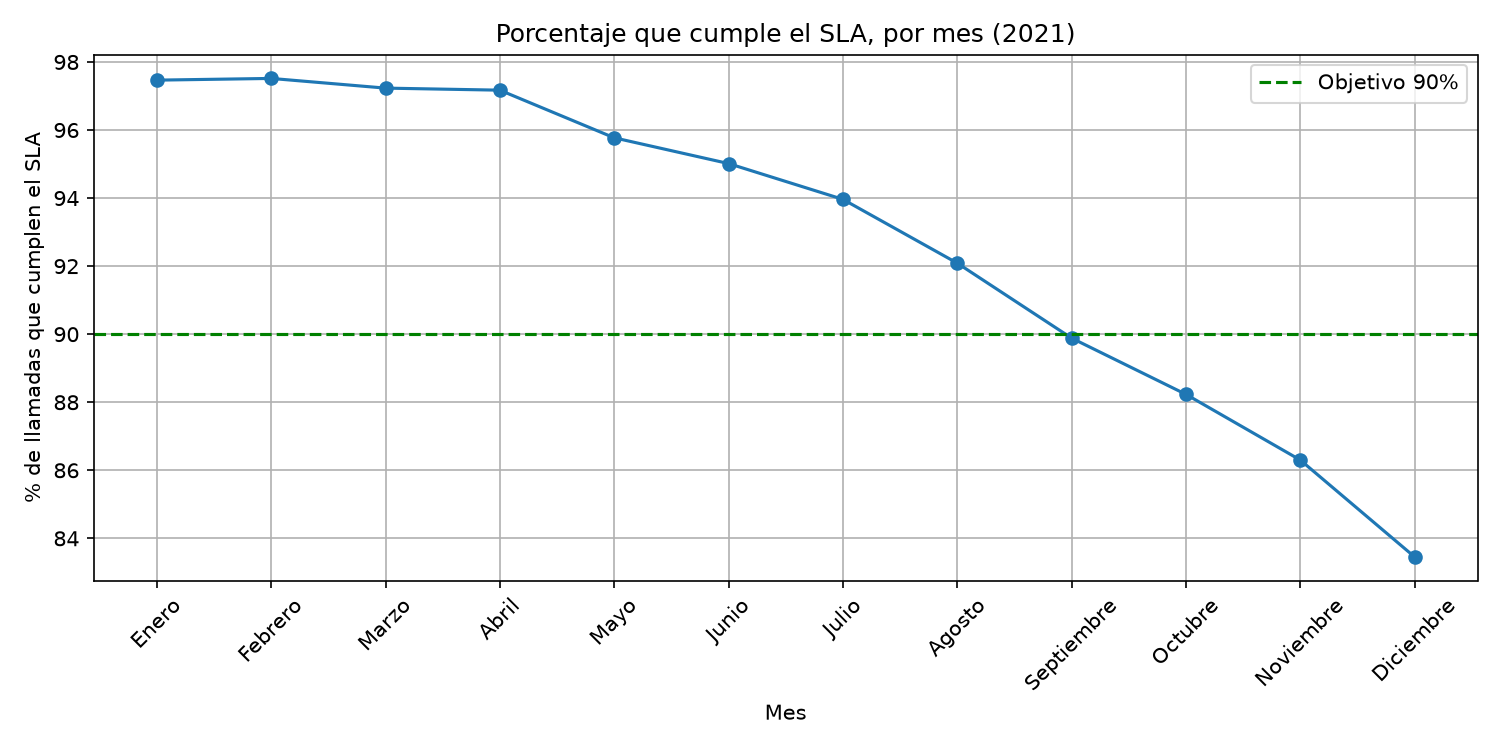 Porcentaje que cumple el SLA, por mes (2021)
Objetivo 90%
% de llamadas que cumplen el SLA
98
96
94
92
90
88
86
84
Enero
Febrero
Marzo
Abril
Mayo
Junio
Julio
Agosto
Septiembre
Octubre
Noviembre
Diciembre
Mes